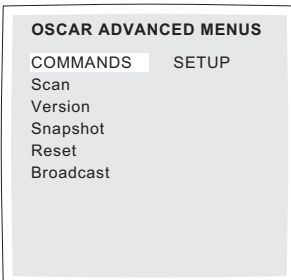 OSCAR ADVANCED MENUS
COMMANDS SETUP
Scan
Version
Snapshot
Reset
Broadcast